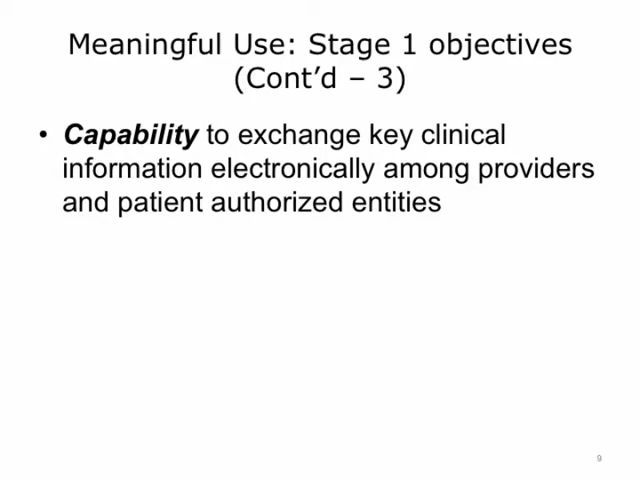 Meaningful Use: Stage 1 objectives
(Cont’d – 3)
• Capability to exchange key clinical
information electronically among providers
and patient authorized entities
9